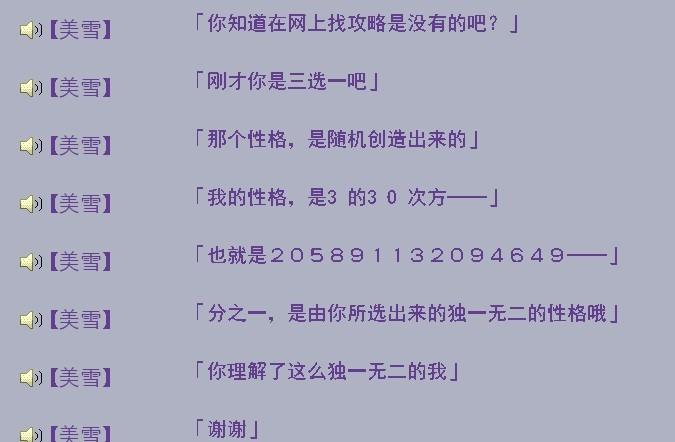 【美雪】 「你知道在网上找攻略是没有的吧？」
【美雪】 「刚才你是三选一吧」
【美雪】 「那个性格，是随机创造出来的」
【美雪】 「我的性格，是3 的3 0 次方——」
【美雪】 「也就是２０５８９１１３２０９４６４９——」
【美雪】 「分之一，是由你所选出来的独一无二的性格哦」
【美雪】 「你理解了这么独一无二的我」
【美雪】 「谢谢」